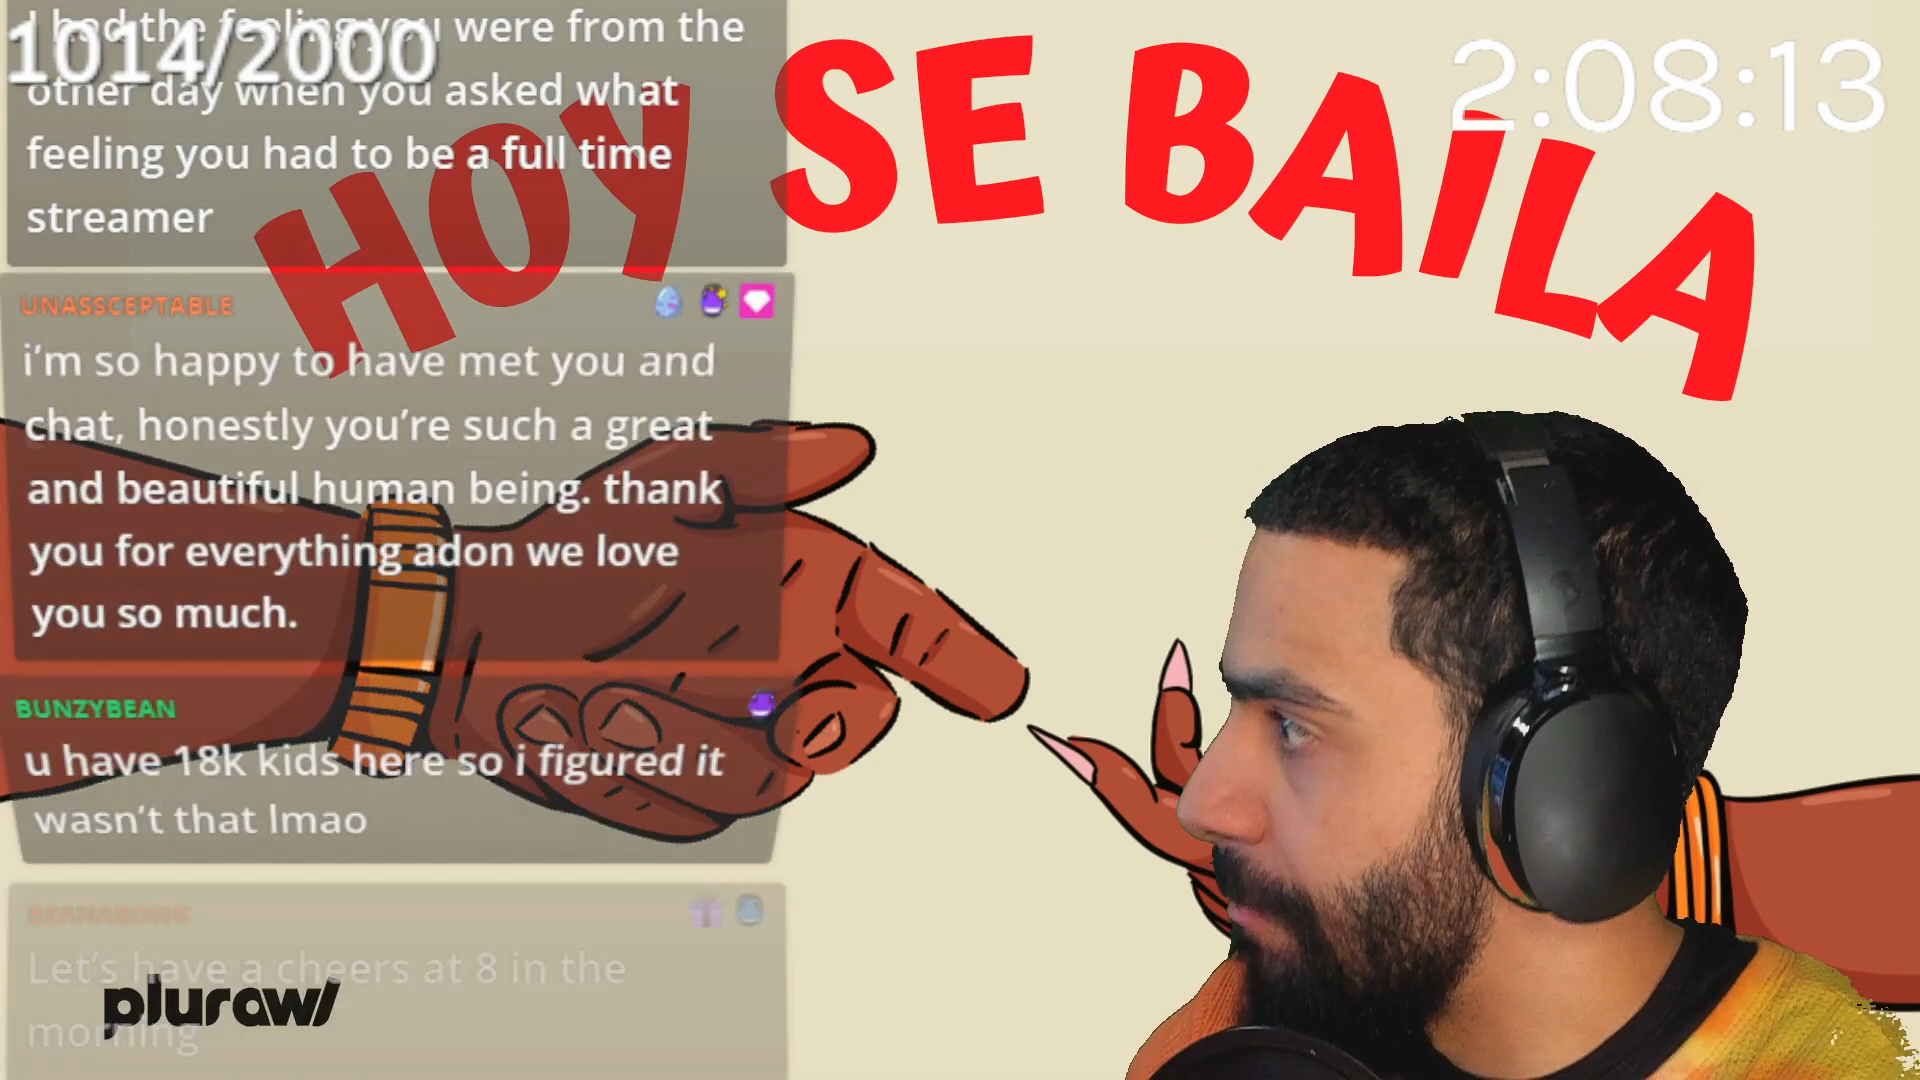 I had the feeling you were from the
1014/2000
other day when you asked what
feeling you had to be a full time
streamer
HOY SE BAILA
2:08:13
UNASSCEPTABLE
i'm so happy to have met you and
chat, honestly you're such a great
and beautiful human being. thank
you for everything adon we love
you so much.
BUNZYBEAN
u have 18k kids here so i figured it
wasn't that lmao
Let's have a cheers at 8 in the
morning
plurawl